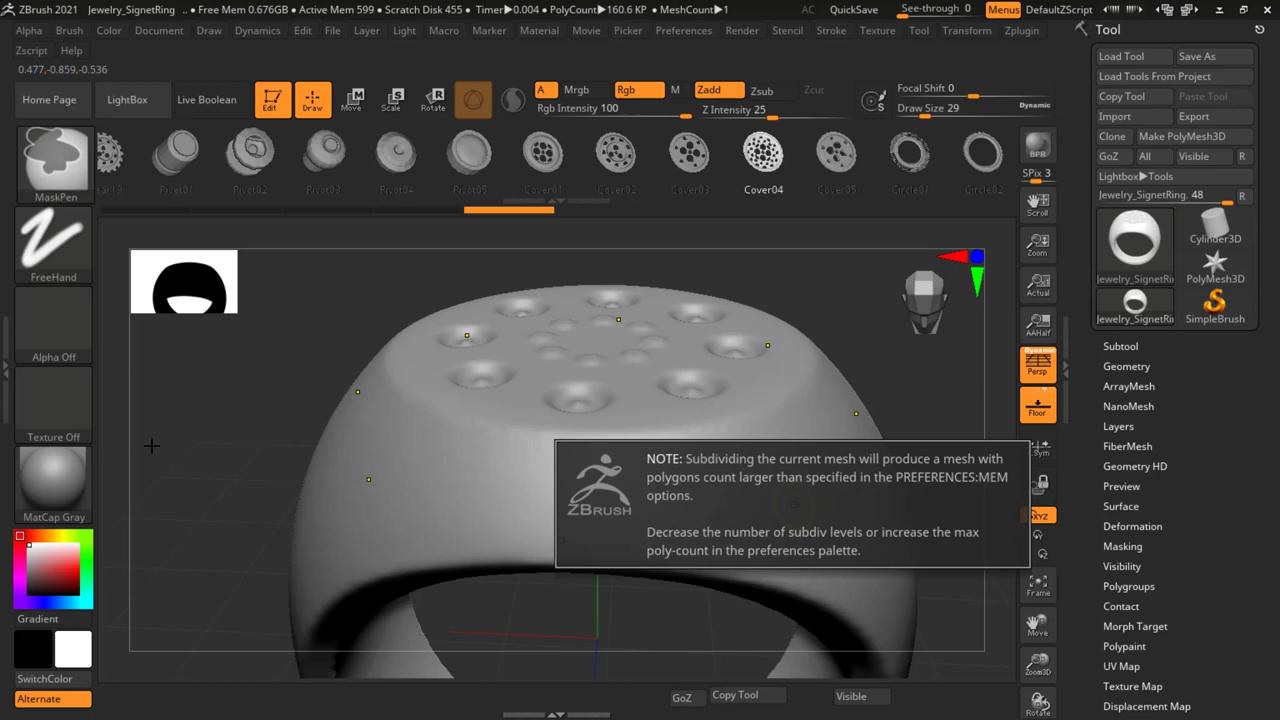 ZBrush 2021 Jewelry_SignetRing .. • Free Mem 0.676GB • Active Mem 599 • Scratch Disk 455 • Timer▶0.004 • PolyCount▶160.6 KP • MeshCount▶1 AC QuickSave See-through 0 Menus DefaultZScript
Alpha Brush Color Document Draw Dynamics Edit File Layer Light Macro Marker Material Movie Picker Preferences Render Stencil Stroke Texture Tool Transform Zplugin
Zscript Help
0.477,-0.859,-0.536
Home Page LightBox Live Boolean Edit Draw Move Scale Rotate
A Mrgb Rgb M Zadd Zsub Zcut
Rgb Intensity 100 Z Intensity 25
Focal Shift 0
Draw Size 29 Dynamic
ear19 Pivot01 Pivot02 Pivot03 Pivot04 Pivot05 Cover01 Cover02 Cover03 Cover04 Cover05 Circle01 Circle02
MaskPen
FreeHand
Alpha Off
Texture Off
MatCap Gray
Gradient
SwitchColor
Alternate
NOTE: Subdividing the current mesh will produce a mesh with
polygons count larger than specified in the PREFERENCES:MEM
options.
Decrease the number of subdiv levels or increase the max
poly-count in the preferences palette.
ZBRUSH
GoZ Copy Tool Visible
BPR
SPix 3
Scroll
Zoom
Actual
AAHalf
Dynamic
Persp
Floor
XYZ
Frame
Move
Zoom3D
Rotate
Tool
Load Tool Save As
Load Tools From Project
Copy Tool Paste Tool
Import Export
Clone Make PolyMesh3D
GoZ All Visible R
Lightbox▶Tools
Jewelry_SignetRing. 48 R
Jewelry_SignetRi Cylinder3D
PolyMesh3D
Jewelry_SignetRi SimpleBrush
Subtool
Geometry
ArrayMesh
NanoMesh
Layers
FiberMesh
Geometry HD
Preview
Surface
Deformation
Masking
Visibility
Polygroups
Contact
Morph Target
Polypaint
UV Map
Texture Map
Displacement Map